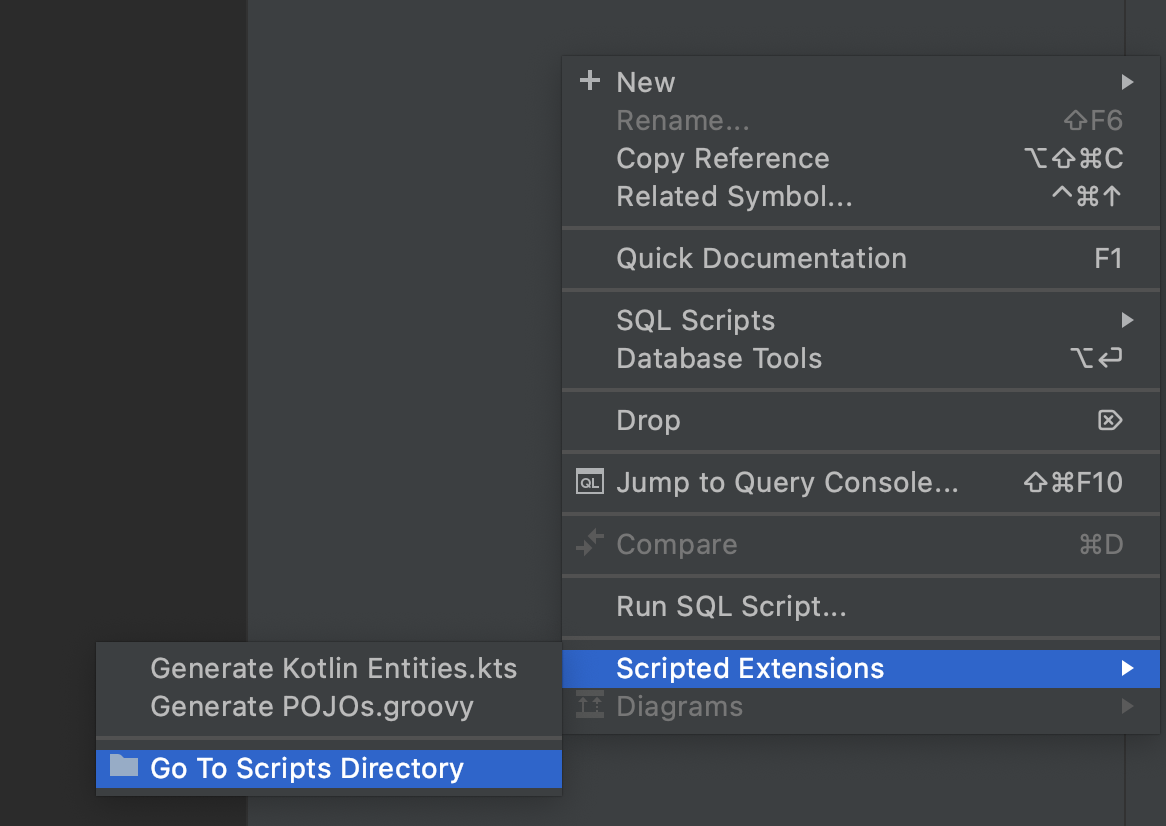 New
Rename... ⇧F6
Copy Reference ⌥⇧⌘C
Related Symbol... ^⌘↑
Quick Documentation F1
SQL Scripts
Database Tools ⌥↩
Drop ⌦
QL Jump to Query Console... ⇧⌘F10
Compare ⌘D
Run SQL Script...
Scripted Extensions
Diagrams
Generate Kotlin Entities.kts
Generate POJOs.groovy
Go To Scripts Directory